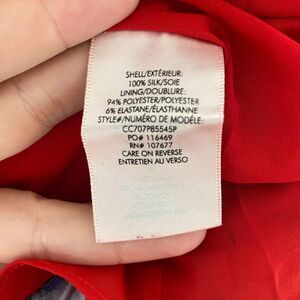 SHELL/EXTÉRIEUR:
100% SILK/SOIE
LINING/DOUBLURE:
94% POLYESTER/POLYESTER
6% ELASTANE/ÉLASTHANNE
STYLE#/NUMÉRO DE MODÈLE:
CC707PB5545P
PO # 116469
RN# 107677
CARE ON REVERSE
ENTRETIEN AU VERSO